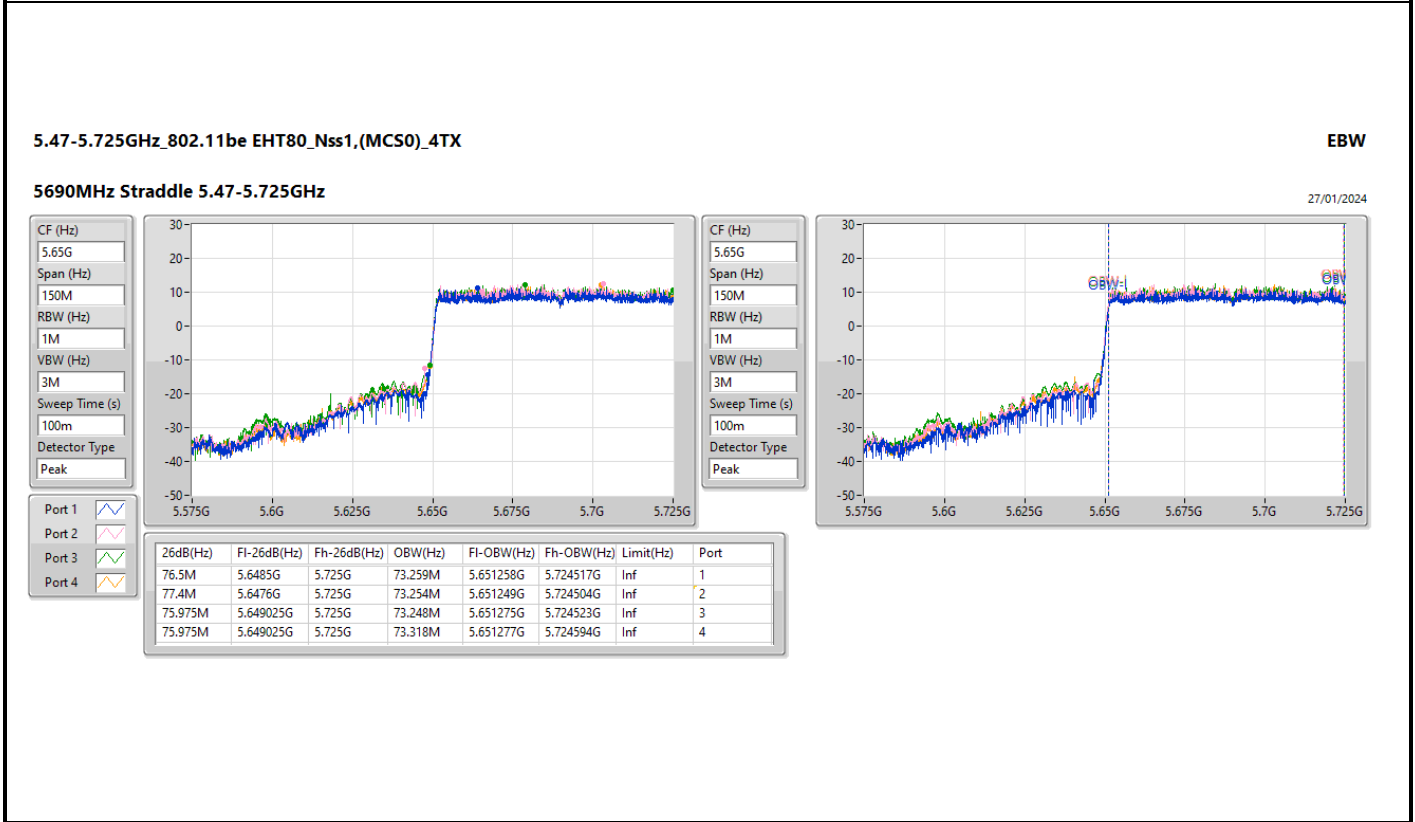 5.47-5.725GHz_802.11be EHT80_Nss1,(MCS0)_4TX EBW
5690MHz Straddle 5.47-5.725GHz
27/01/2024
CF (Hz)
5.65G
Span (Hz)
150M
RBW (Hz)
1M
VBW (Hz)
3M
Sweep Time (s)
100m
Detector Type
Peak
30
20
10
0
-10
-20
-30
-40
-50
5.575G 5.6G 5.625G 5.65G 5.675G 5.7G 5.725G
CF (Hz)
5.65G
Span (Hz)
150M
RBW (Hz)
1M
VBW (Hz)
3M
Sweep Time (s)
100m
Detector Type
Peak
30
20
10
0
-10
-20
-30
-40
-50
5.575G 5.6G 5.625G 5.65G 5.675G 5.7G 5.725G
Port 1
Port 2
Port 3
Port 4
26dB(Hz) Fl-26dB(Hz) Fh-26dB(Hz) OBW(Hz) Fl-OBW(Hz) Fh-OBW(Hz) Limit(Hz) Port
76.5M 5.6485G 5.725G 73.259M 5.651258G 5.724517G Inf 1
77.4M 5.6476G 5.725G 73.254M 5.651249G 5.724504G Inf 2
75.975M 5.649025G 5.725G 73.248M 5.651275G 5.724523G Inf 3
75.975M 5.649025G 5.725G 73.318M 5.651277G 5.724594G Inf 4